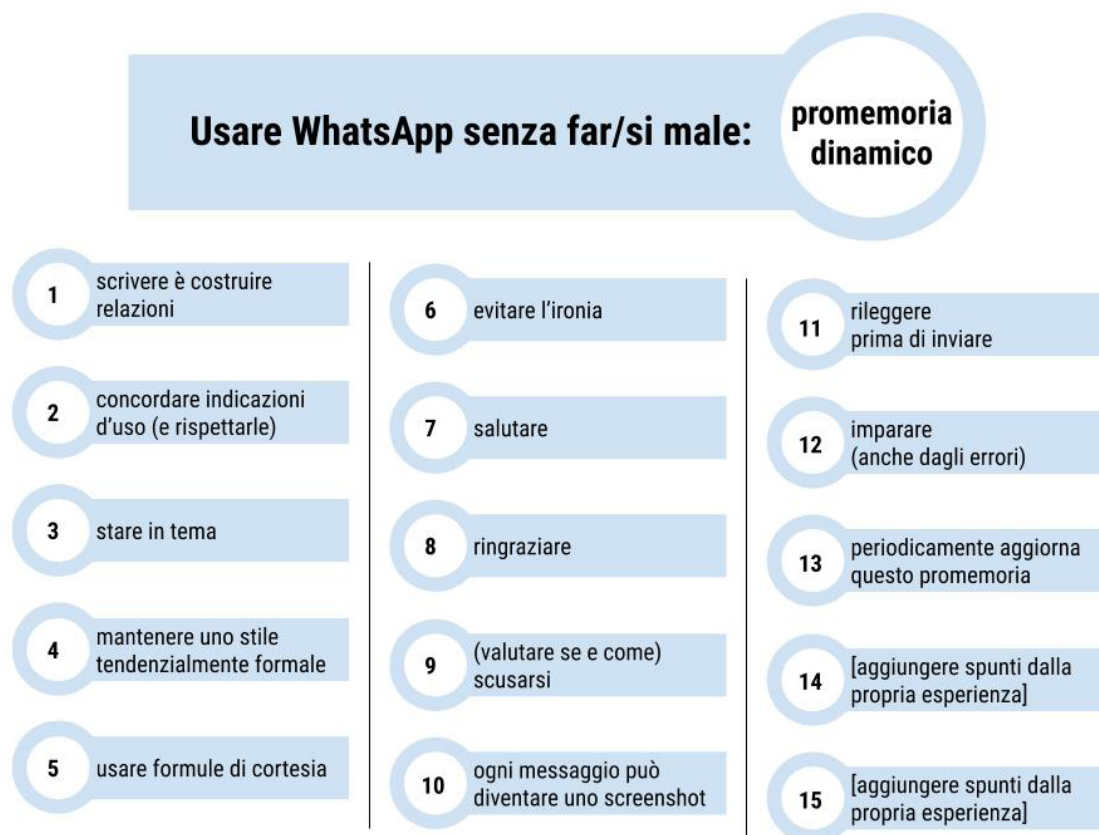 Usare WhatsApp senza far/si male:
promemoria
dinamico
1
scrivere è costruire
relazioni
2
concordare indicazioni
d'uso (e rispettarle)
3
stare in tema
4
mantenere uno stile
tendenzialmente formale
5
usare formule di cortesia
6
evitare l'ironia
7
salutare
8
ringraziare
9
(valutare se e come)
scusarsi
10
ogni messaggio può
diventare uno screenshot
11
rileggere
prima di inviare
12
imparare
(anche dagli errori)
13
periodicamente aggiorna
questo promemoria
14
[aggiungere spunti dalla
propria esperienza]
15
[aggiungere spunti dalla
propria esperienza]